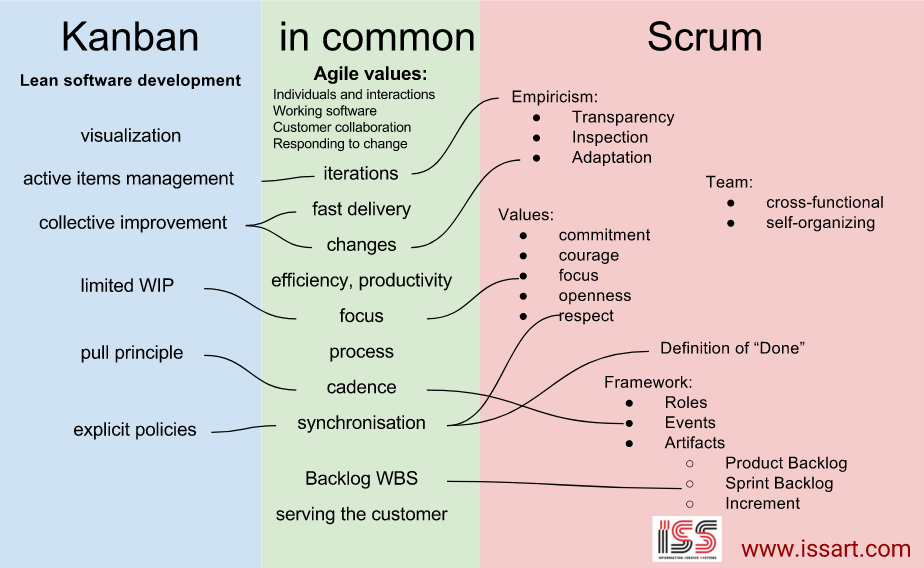 Kanban
Lean software development
visualization
active items management
collective improvement
limited WIP
pull principle
explicit policies
in common
Agile values:
Individuals and interactions
Working software
Customer collaboration
Responding to change
iterations
fast delivery
changes
efficiency, productivity
focus
process
cadence
synchronisation
Backlog WBS
serving the customer
Scrum
Empiricism:
● Transparency
● Inspection
● Adaptation
Team:
● cross-functional
● self-organizing
Values:
● commitment
● courage
● focus
● openness
● respect
Definition of “Done”
Framework:
● Roles
● Events
● Artifacts
○ Product Backlog
○ Sprint Backlog
○ Increment
ISS
INFORMATION SERVICE SYSTEMS
www.issart.com